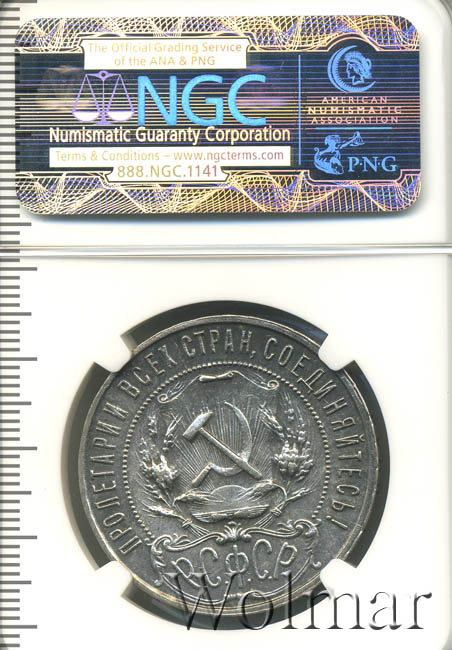 The Official Grading Service
of the ANA & PNG
NGC
Numismatic Guaranty Corporation
Terms & Conditions – www.ngcterms.com
888.NGC.1141
AMERICAN
NUMISMATIC
ASSOCIATION
PNG
ПРОЛЕТАРИИ ВСЕХ СТРАН, СОЕДИНЯЙТЕСЬ!
Р.С.Ф.С.Р.
Wolmar